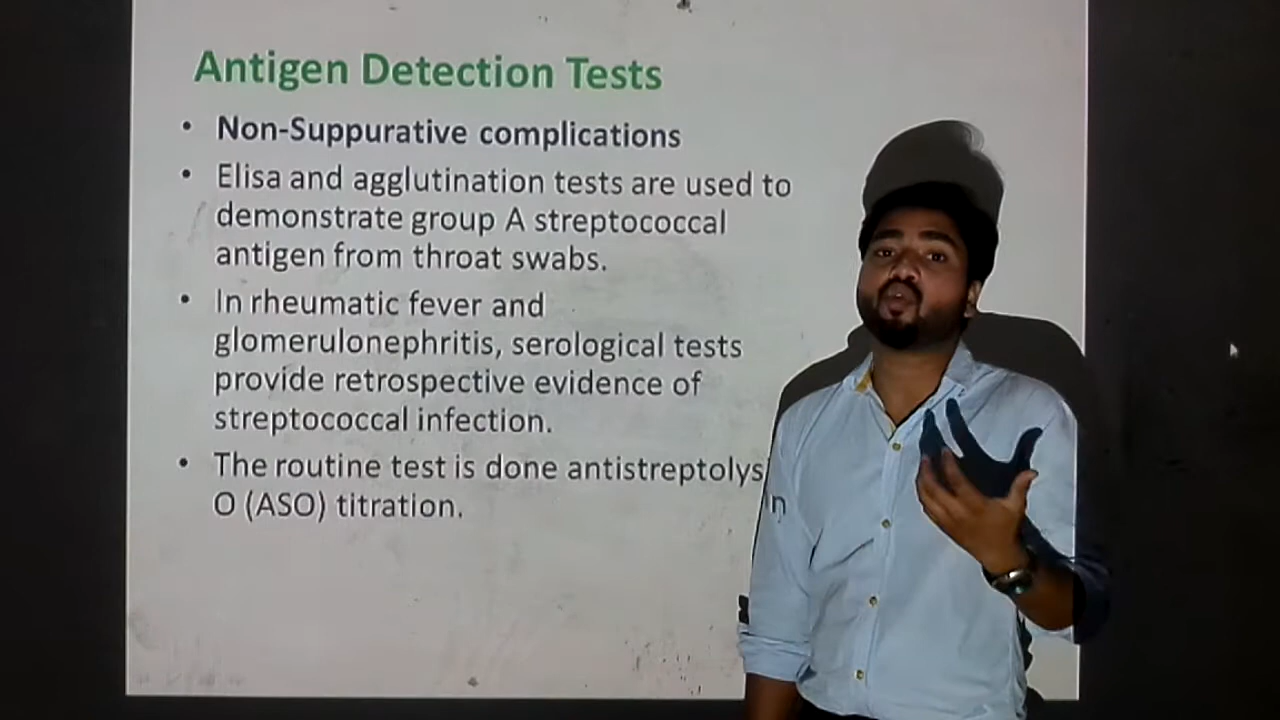 Antigen Detection Tests
• Non-Suppurative complications
• Elisa and agglutination tests are used to
demonstrate group A streptococcal
antigen from throat swabs.
• In rheumatic fever and
glomerulonephritis, serological tests
provide retrospective evidence of
streptococcal infection.
• The routine test is done antistreptolysin
O (ASO) titration.